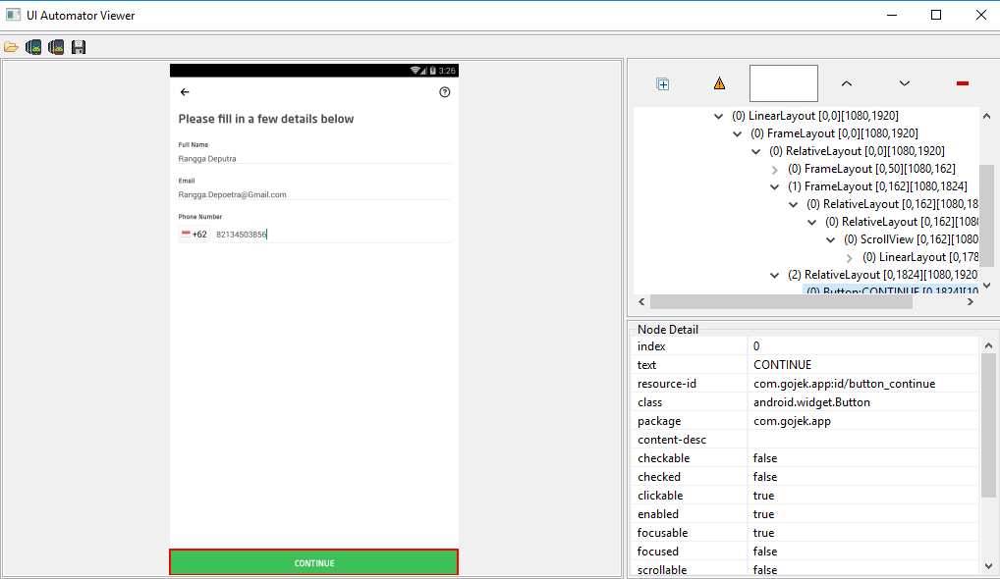 UI Automator Viewer
3:26
Please fill in a few details below
Full Name
Rangga Deputra
Email
Rangga.Depoetra@Gmail.com
Phone Number
+62 82134503856
CONTINUE
(0) LinearLayout [0,0][1080,1920]
(0) FrameLayout [0,0][1080,1920]
(0) RelativeLayout [0,0][1080,1920]
(0) FrameLayout [0,50][1080,162]
(1) FrameLayout [0,162][1080,1824]
(0) RelativeLayout [0,162][1080,18
(0) RelativeLayout [0,162][108
(0) ScrollView [0,162][1080
(0) LinearLayout [0,178
(2) RelativeLayout [0,1824][1080,1920
(0) Button:CONTINUE [0,1824][10
Node Detail
index 0
text CONTINUE
resource-id com.gojek.app:id/button_continue
class android.widget.Button
package com.gojek.app
content-desc
checkable false
checked false
clickable true
enabled true
focusable true
focused false
scrollable false